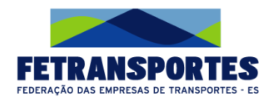 FETRANSPORTES
FEDERAÇÃO DAS EMPRESAS DE TRANSPORTES - ES